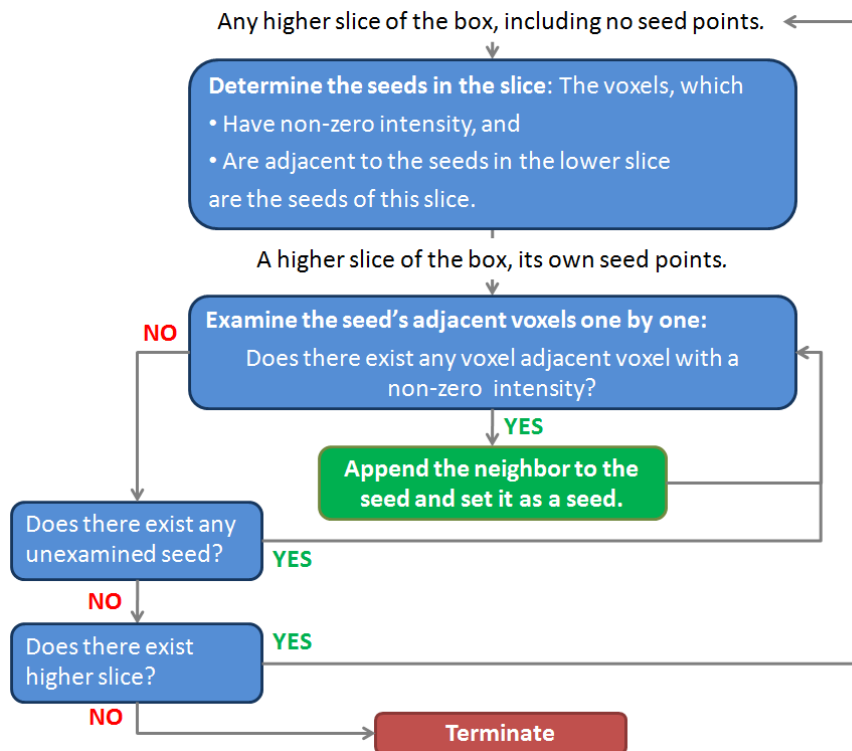 Any higher slice of the box, including no seed points.
Determine the seeds in the slice: The voxels, which
• Have non-zero intensity, and
• Are adjacent to the seeds in the lower slice
are the seeds of this slice.
A higher slice of the box, its own seed points.
NO
Examine the seed's adjacent voxels one by one:
Does there exist any voxel adjacent voxel with a
non-zero intensity?
YES
Append the neighbor to the
seed and set it as a seed.
Does there exist any
unexamined seed?
YES
NO
Does there exist
higher slice?
YES
NO
Terminate